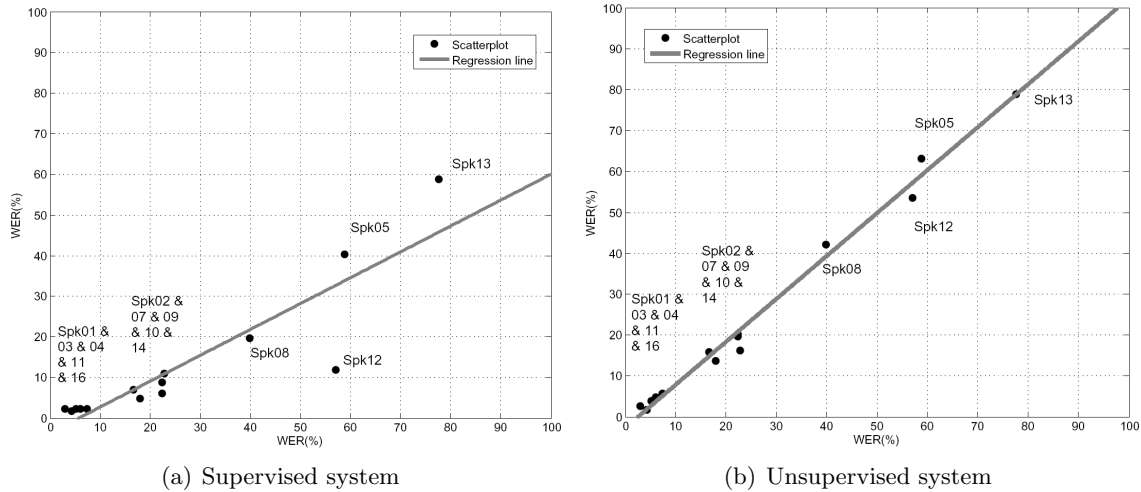 100
90
80
70
60
50
40
30
20
10
0
WER(%)
Scatterplot
Regression line
Spk13
Spk05
Spk02 &
07 & 09
& 10 &
14
Spk01 &
03 & 04
& 11
& 16
Spk08
Spk12
0 10 20 30 40 50 60 70 80 90 100
WER(%)
(a) Supervised system
100
90
80
70
60
50
40
30
20
10
0
WER(%)
Scatterplot
Regression line
Spk13
Spk05
Spk12
Spk02 &
07 & 09
& 10 &
14
Spk08
Spk01 &
03 & 04
& 11
& 16
0 10 20 30 40 50 60 70 80 90 100
WER(%)
(b) Unsupervised system